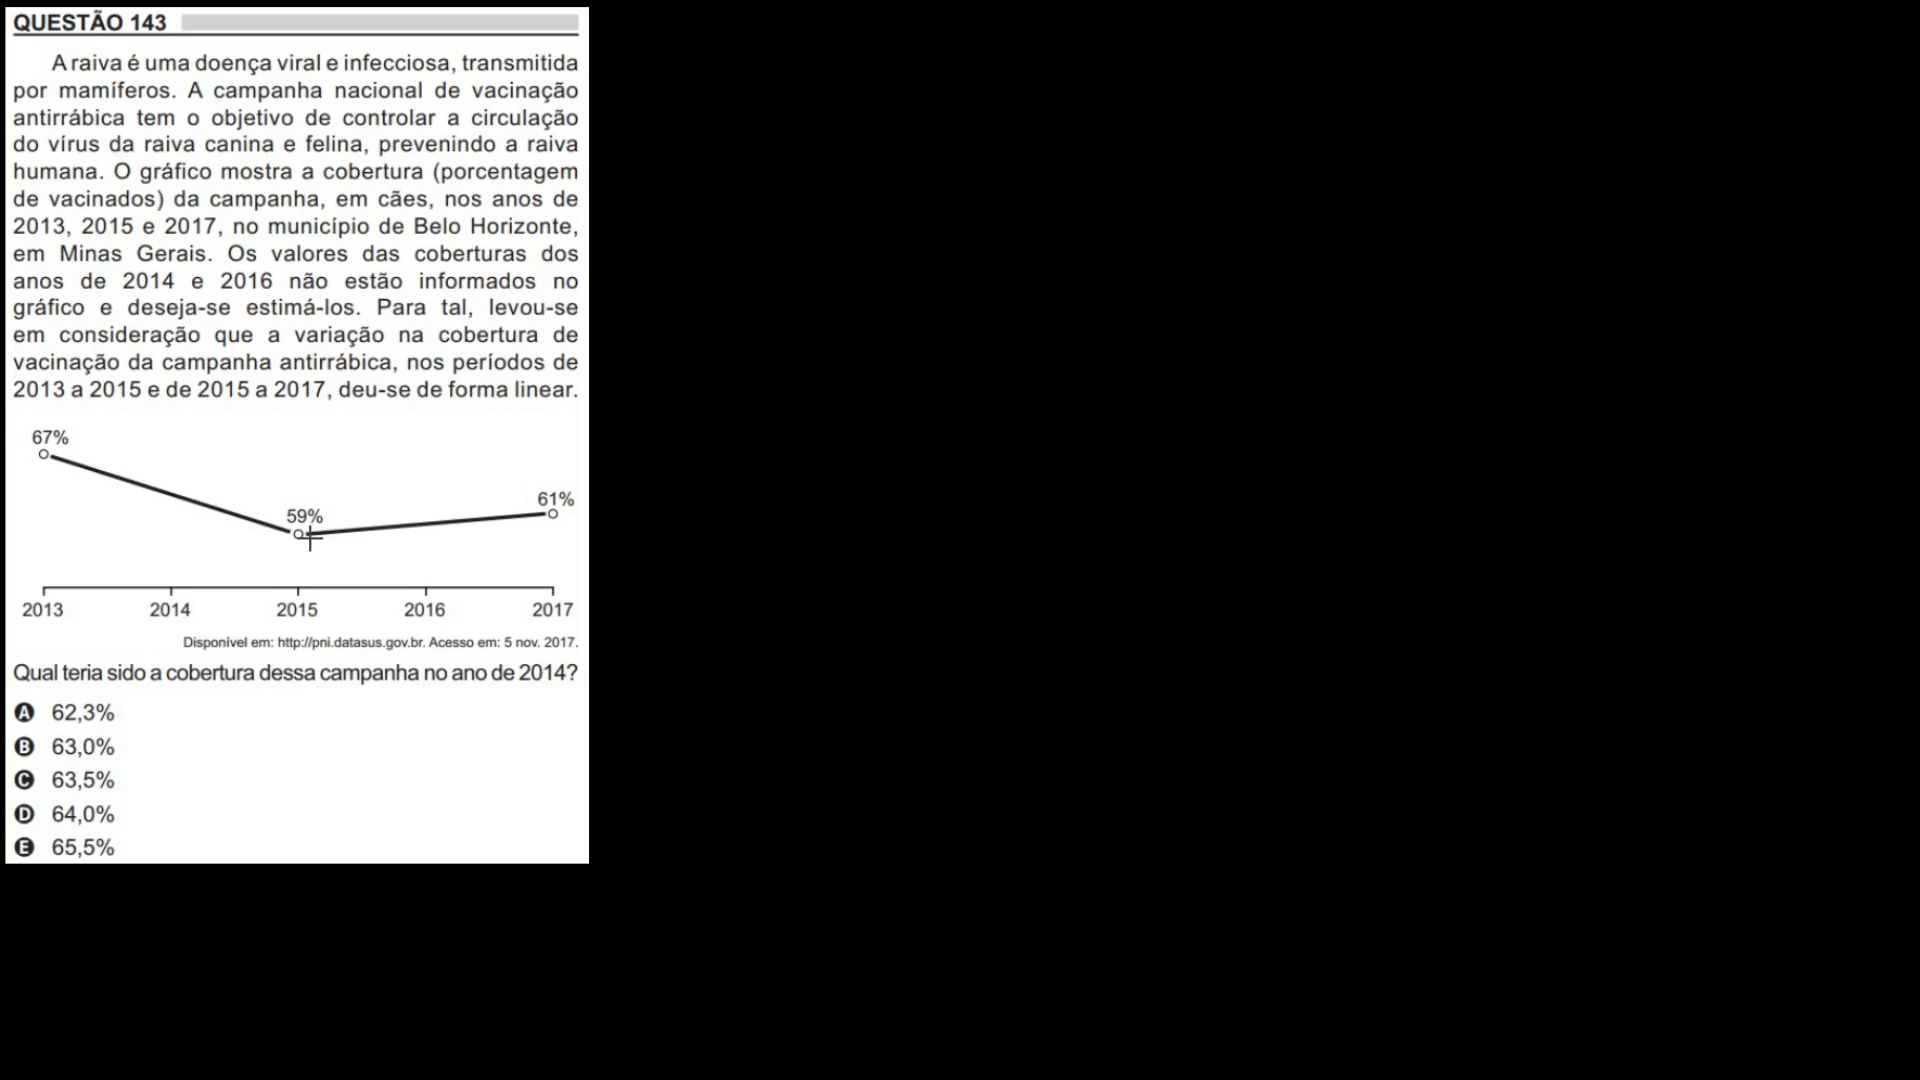 QUESTÃO 143
A raiva é uma doença viral e infecciosa, transmitida
por mamíferos. A campanha nacional de vacinação
antirrábica tem o objetivo de controlar a circulação
do vírus da raiva canina e felina, prevenindo a raiva
humana. O gráfico mostra a cobertura (porcentagem
de vacinados) da campanha, em cães, nos anos de
2013, 2015 e 2017, no município de Belo Horizonte,
em Minas Gerais. Os valores das coberturas dos
anos de 2014 e 2016 não estão informados no
gráfico e deseja-se estimá-los. Para tal, levou-se
em consideração que a variação na cobertura de
vacinação da campanha antirrábica, nos períodos de
2013 a 2015 e de 2015 a 2017, deu-se de forma linear.
67%
59%
61%
2013 2014 2015 2016 2017
Disponível em: http://pni.datasus.gov.br. Acesso em: 5 nov. 2017.
Qual teria sido a cobertura dessa campanha no ano de 2014?
A 62,3%
B 63,0%
C 63,5%
D 64,0%
E 65,5%